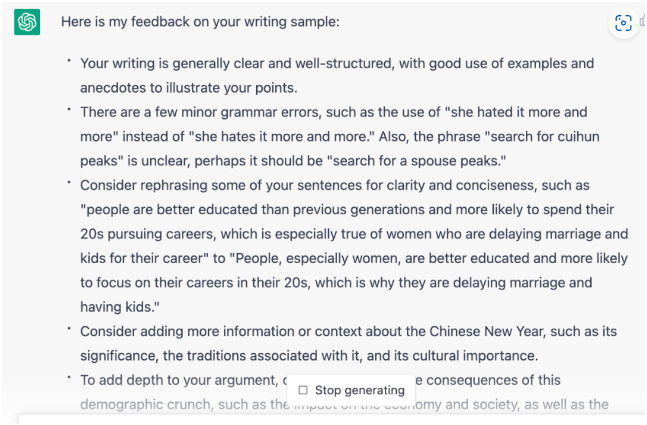 Here is my feedback on your writing sample:
• Your writing is generally clear and well-structured, with good use of examples and
anecdotes to illustrate your points.
• There are a few minor grammar errors, such as the use of "she hated it more and
more" instead of "she hates it more and more." Also, the phrase "search for cuihun
peaks" is unclear, perhaps it should be "search for a spouse peaks."
• Consider rephrasing some of your sentences for clarity and conciseness, such as
"people are better educated than previous generations and more likely to spend their
20s pursuing careers, which is especially true of women who are delaying marriage and
kids for their career" to "People, especially women, are better educated and more likely
to focus on their careers in their 20s, which is why they are delaying marriage and
having kids."
• Consider adding more information or context about the Chinese New Year, such as its
significance, the traditions associated with it, and its cultural importance.
• To add depth to your argument, consequences of this
Stop generating
demographic crunch, such as the impact on the economy and society, as well as the